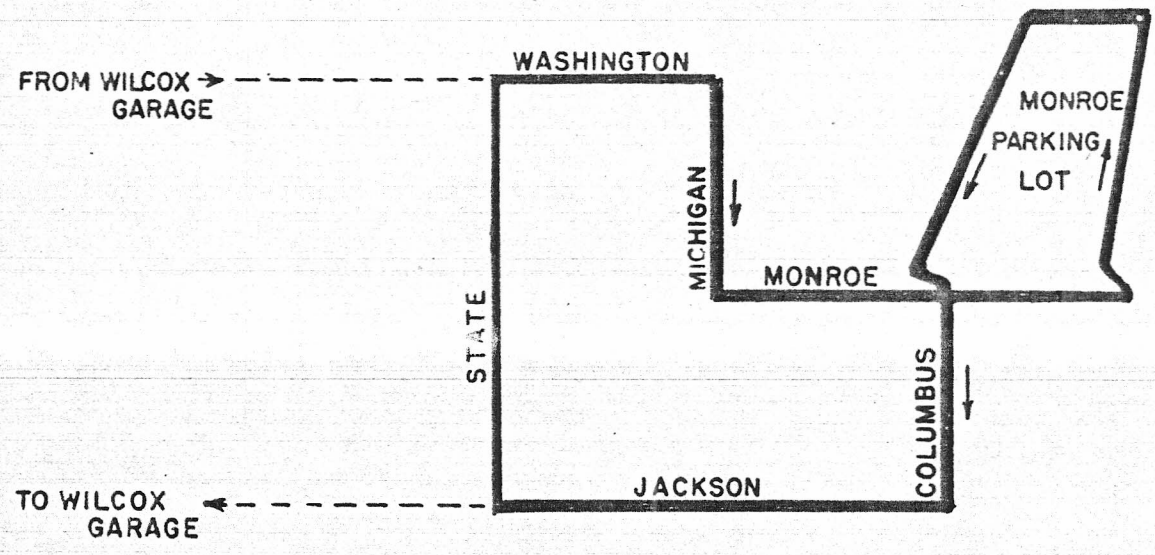 WASHINGTON
FROM WILCOX →
GARAGE
MONROE
PARKING
LOT
MICHIGAN
MONROE
STATE
COLUMBUS
JACKSON
TO WILCOX
GARAGE